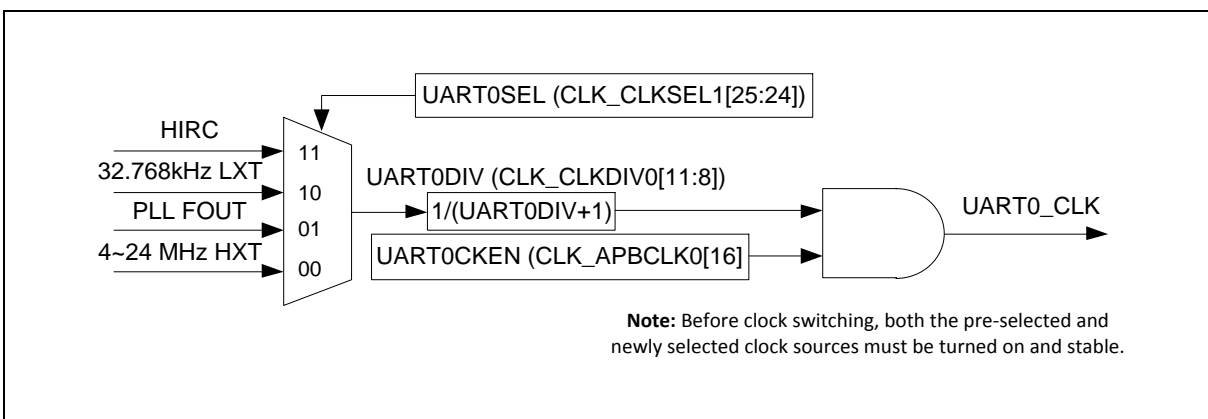 UART0SEL (CLK_CLKSEL1[25:24])
HIRC
11
32.768kHz LXT
10
UART0DIV (CLK_CLKDIV0[11:8])
PLL FOUT
01
1/(UART0DIV+1)
UART0_CLK
4~24 MHz HXT
00
UART0CKEN (CLK_APBCLK0[16]
Note: Before clock switching, both the pre-selected and
newly selected clock sources must be turned on and stable.